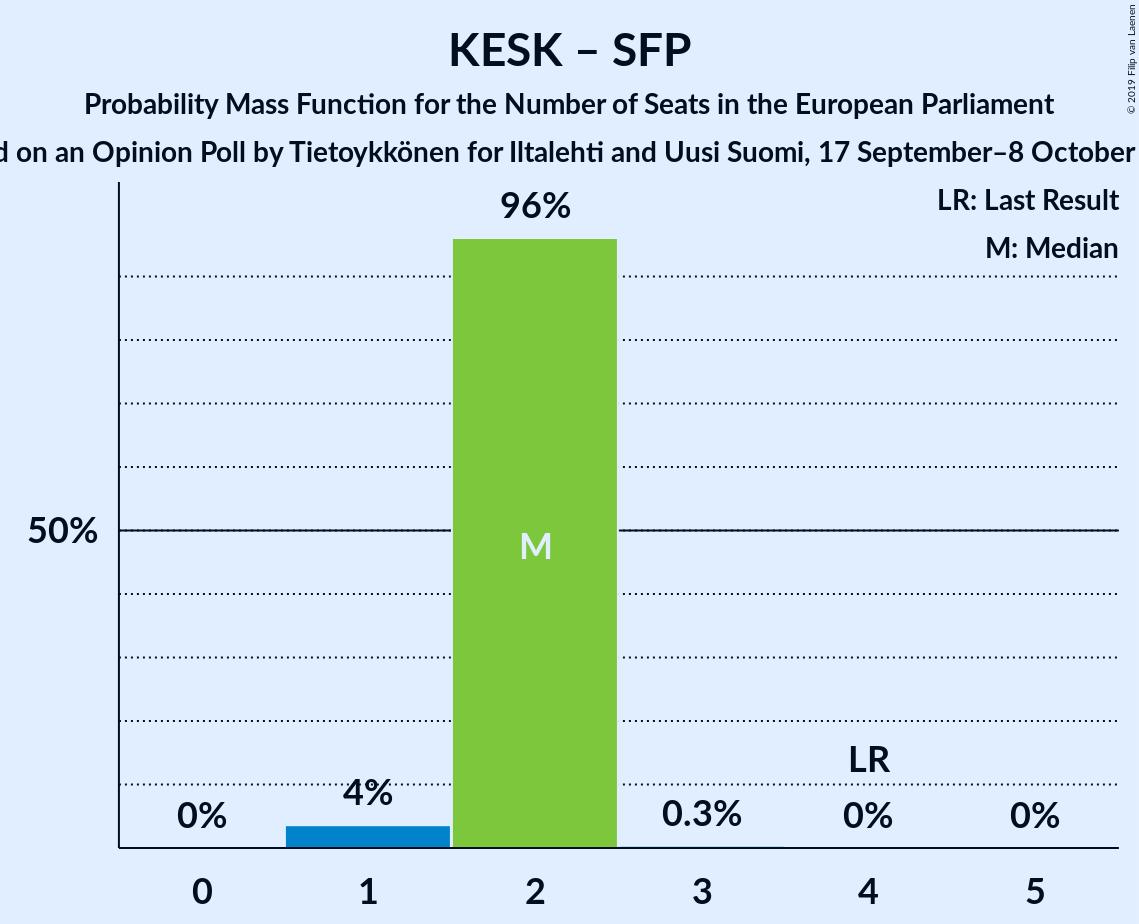 KESK – SFP
Probability Mass Function for the Number of Seats in the European Parliament
on an Opinion Poll by Tietoykkönen for Iltalehti and Uusi Suomi, 17 September–8 October
© 2019 Filip van Laenen
LR: Last Result
M: Median
96%
50%
M
LR
0%
4%
0.3%
0%
0%
0
1
2
3
4
5